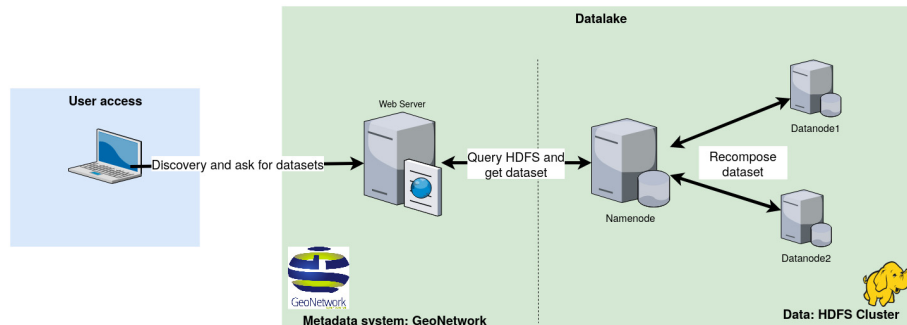 Datalake
User access
Web Server
Datanode1
Discovery and ask for datasets
Query HDFS and
get dataset
Recompose
dataset
Namenode
Datanode2
GeoNetwork
Metadata system: GeoNetwork
Data: HDFS Cluster